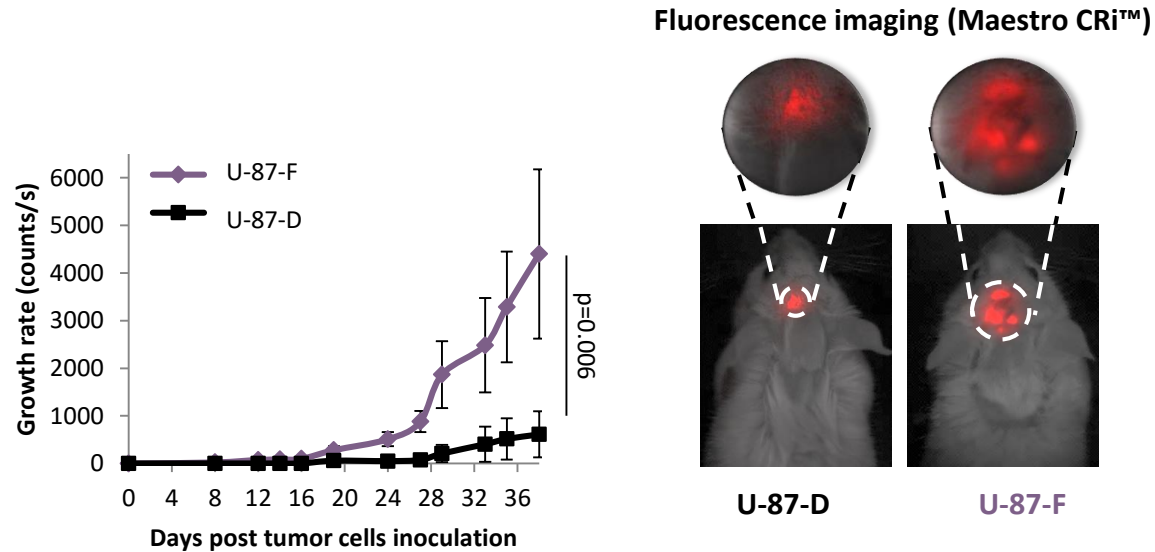 Fluorescence imaging (Maestro CRi™)
U-87-F
U-87-D
Growth rate (counts/s)
6000
5000
4000
3000
2000
1000
0
0 4 8 12 16 20 24 28 32 36
Days post tumor cells inoculation
p=0.006
U-87-D
U-87-F